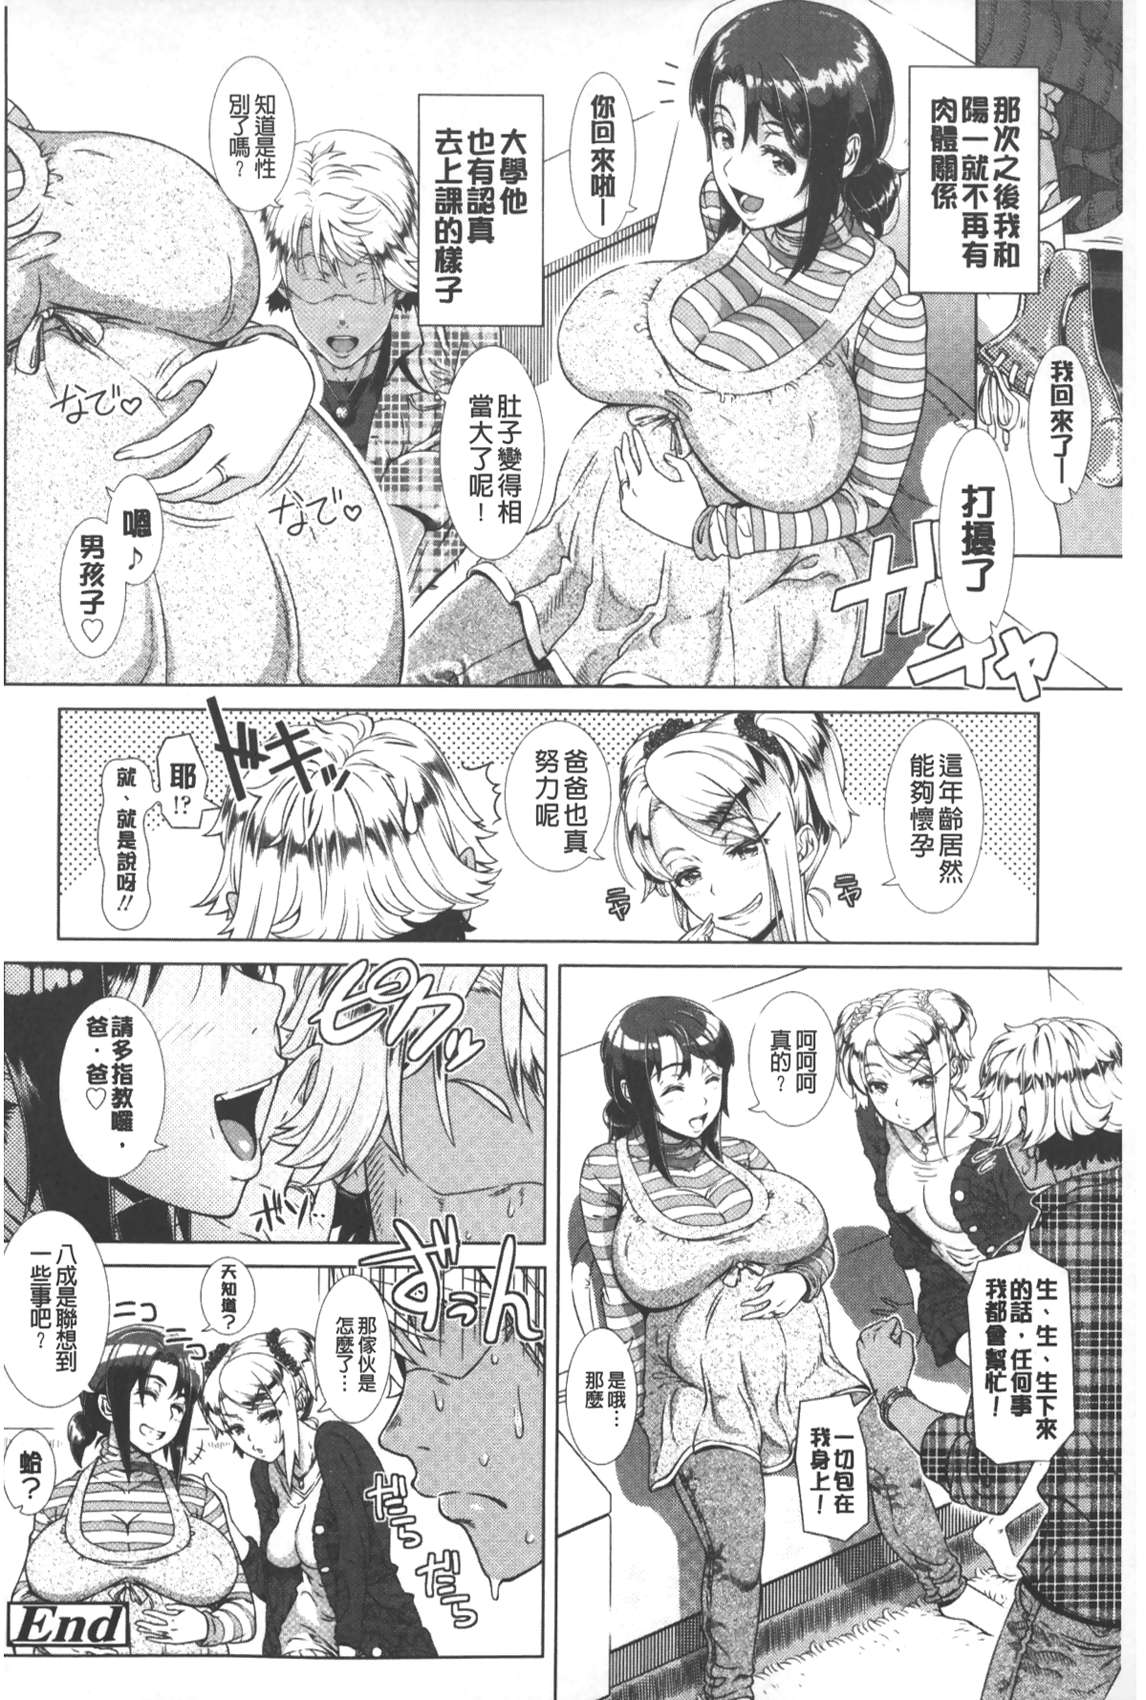 那次之後我和
陽一就不再有
肉體關係
我回來了ー
打擾了
ガ
チャ
你回來啦ー
大學他
也有認真
去上課的樣子
肚子變得相
當大了呢！
知道是性
別了嗎？
なで♡
なで♡
嗯♪
男孩子♡
這年齡居然
能夠懷孕
ニヤ
ニヤ
爸爸也真
努力呢
ドキッ
耶!?
就、就是說呀!!
呵呵呵
真的？
生、生、生下來
的話，任何事
我都會幫忙！
一切包在
我身上！
是哦…
那麼
ピク
請多指教囉，
爸・爸♡
ずぅん
だら
だら
那傢伙是
怎麼了…
天知道？
ニコ
八成是聯想到
一些事吧？
蛤？
End